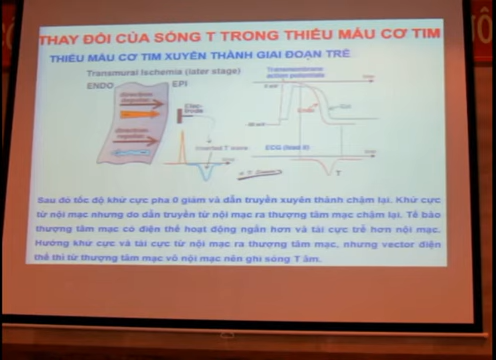 THAY ĐỔI CỦA SÓNG T TRONG THIẾU MÁU CƠ TIM
THIẾU MÁU CƠ TIM XUYÊN THÀNH GIAI ĐOẠN TRỄ
Transmural Ischemia (later stage)
ENDO
EPI
Transmembrane
action potentials
0 mV
Elec-
trode
Inverted T wave
ECG (lead II)
T
Sau đó tốc độ khử cực pha 0 giảm và dẫn truyền xuyên thành chậm lại. Khử cực
từ nội mạc nhưng do dẫn truyền từ nội mạc ra thượng tâm mạc chậm lại. Tế bào
thượng tâm mạc có điện thế hoạt động ngắn hơn và tái cực trễ hơn nội mạc.
Hướng khử cực và tái cực từ nội mạc ra thượng tâm mạc, nhưng vector điện
thế thì từ thượng tâm mạc vô nội mạc nên ghi sóng T âm.